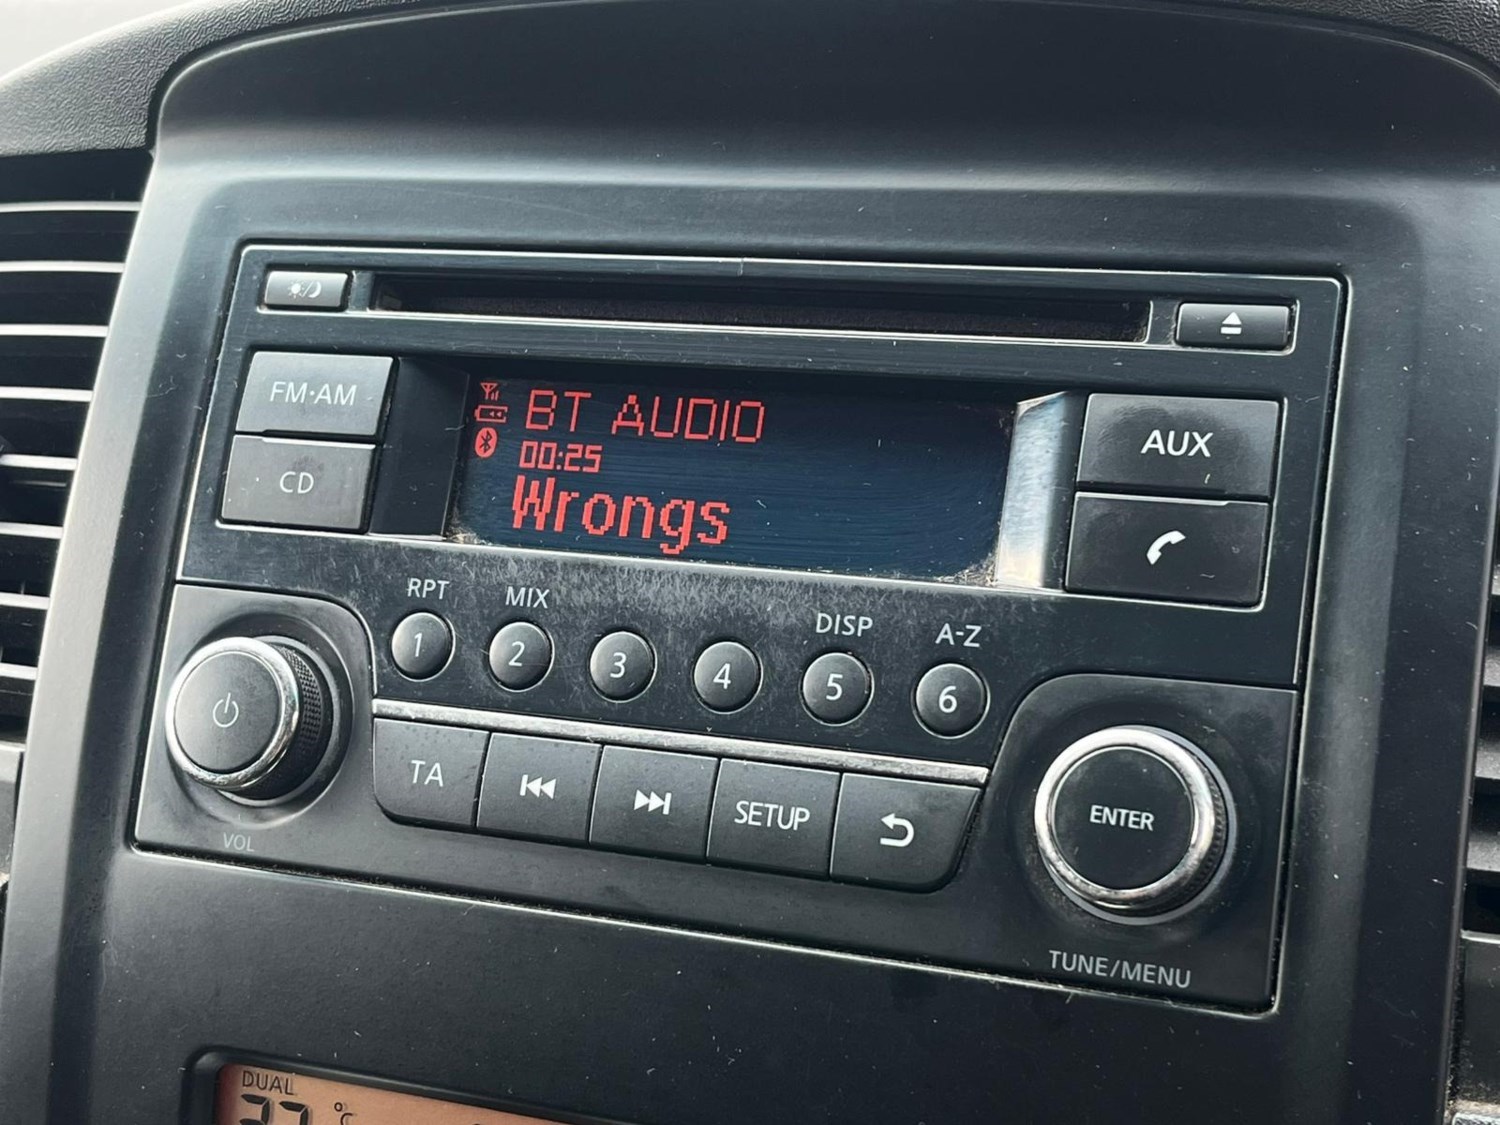 FM·AM
CD
BT AUDIO
00:25
Wrongs
AUX
RPT
MIX
DISP
A-Z
1
2
3
4
5
6
VOL
TA
SETUP
ENTER
TUNE/MENU
DUAL
°C